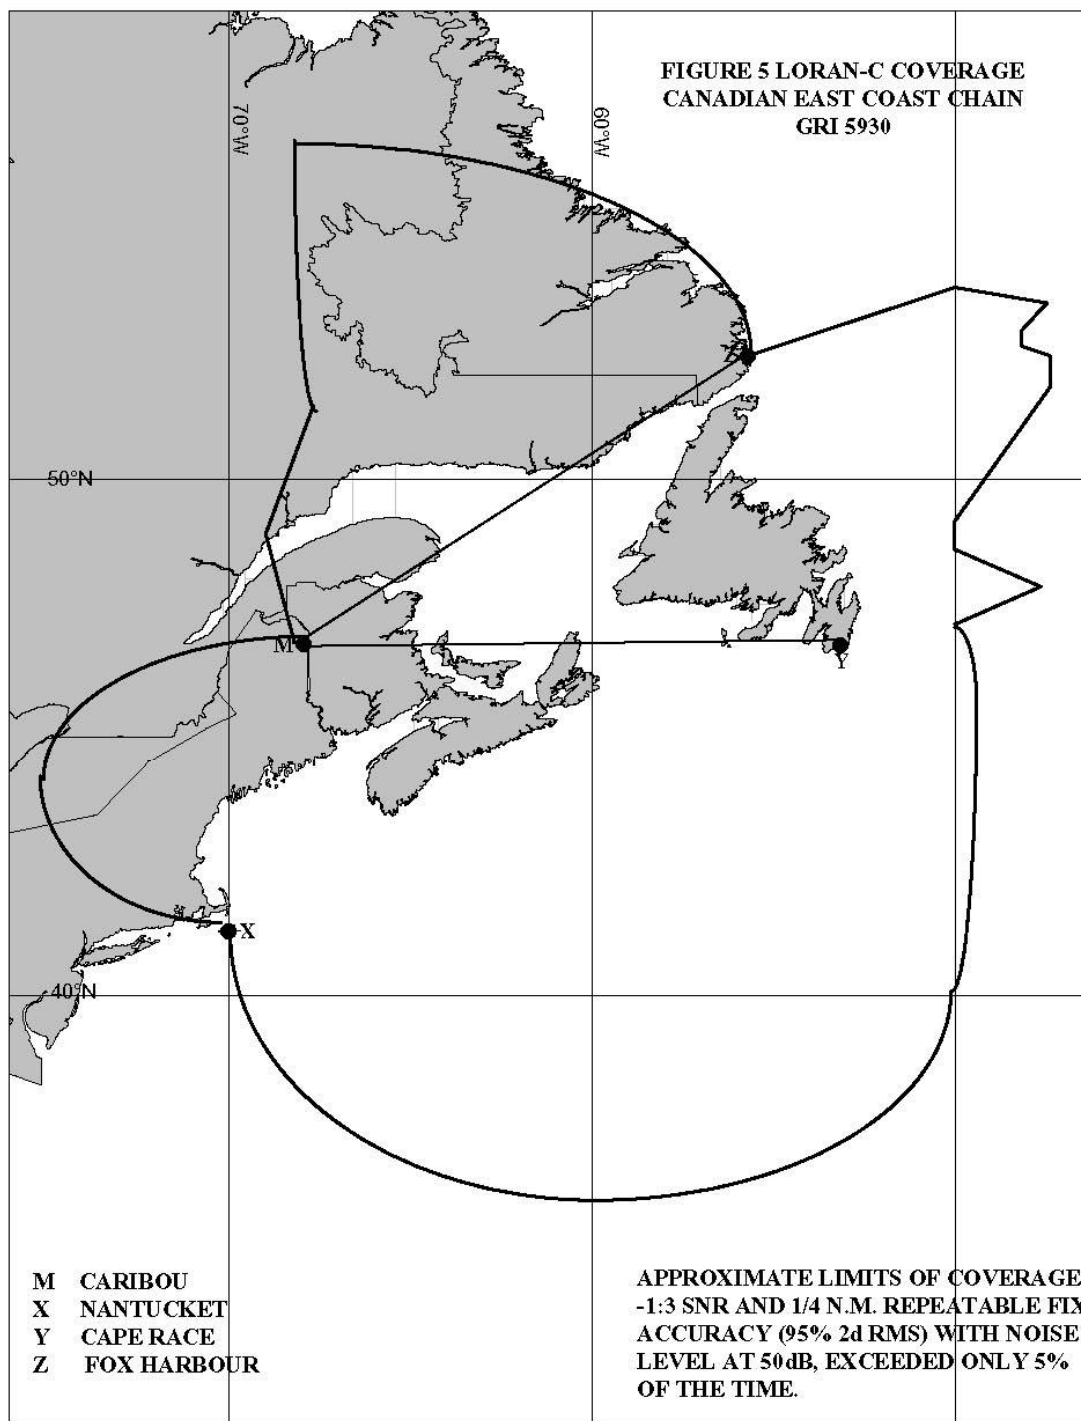 FIGURE 5 LORAN-C COVERAGE
CANADIAN EAST COAST CHAIN
GRI 5930
70°W
60°W
Z
50°N
M
Y
X
40°N
M CARIBOU
X NANTUCKET
Y CAPE RACE
Z FOX HARBOUR
APPROXIMATE LIMITS OF COVERAGE
-1:3 SNR AND 1/4 N.M. REPEATABLE FIX
ACCURACY (95% 2d RMS) WITH NOISE
LEVEL AT 50dB, EXCEEDED ONLY 5%
OF THE TIME.